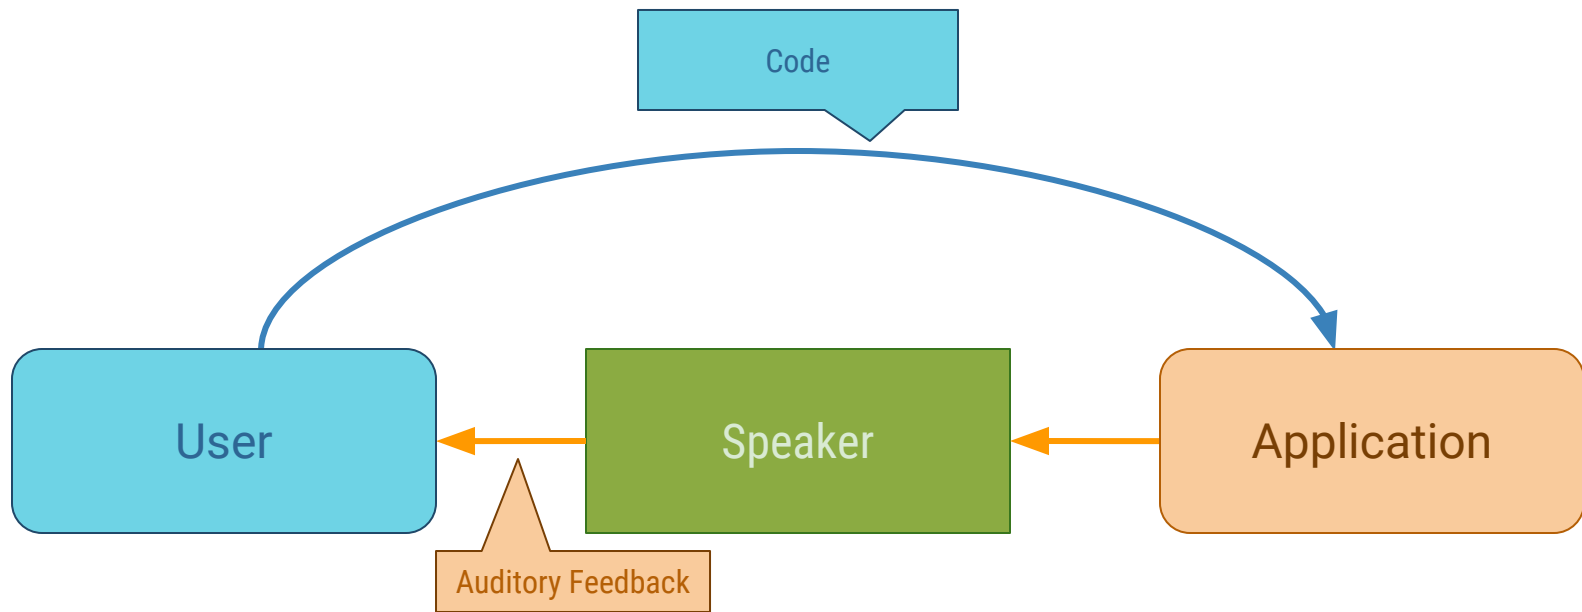 Code
User
Speaker
Application
Auditory Feedback